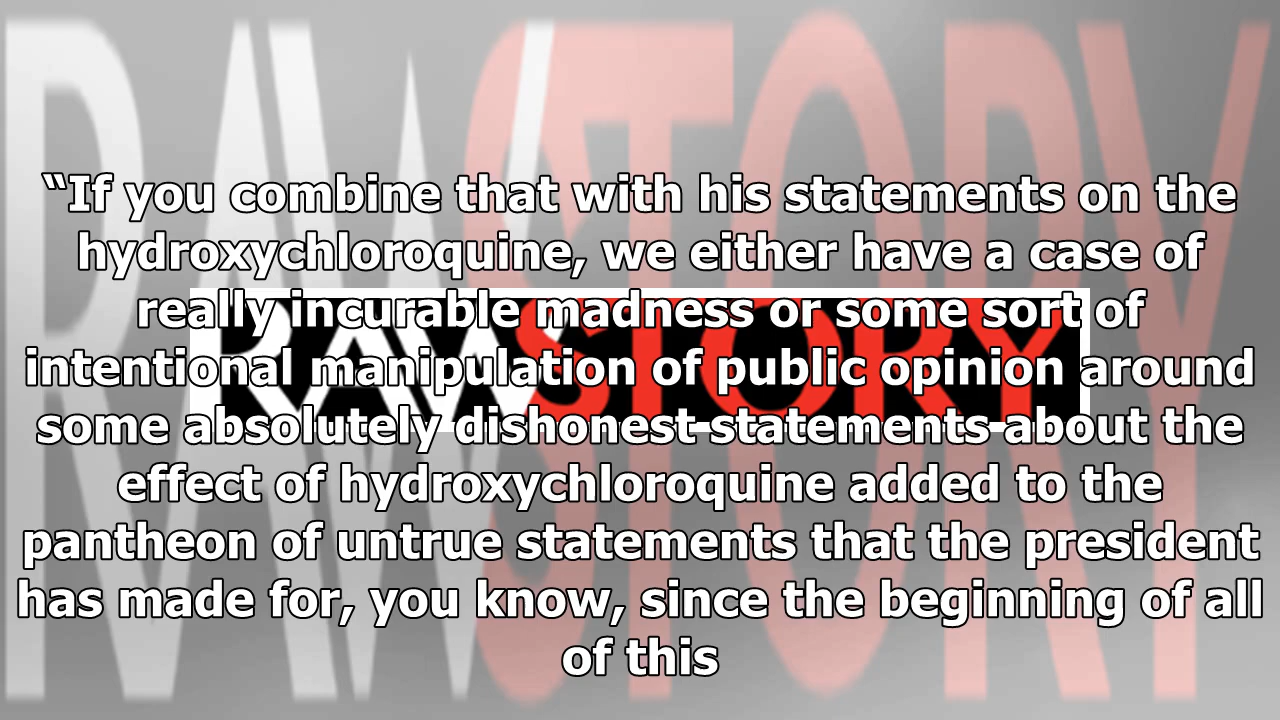 RAWSTORY
“If you combine that with his statements on the
hydroxychloroquine, we either have a case of
really incurable madness or some sort of
intentional manipulation of public opinion around
some absolutely dishonest statements about the
effect of hydroxychloroquine added to the
pantheon of untrue statements that the president
has made for, you know, since the beginning of all
of this
RAWSTORY